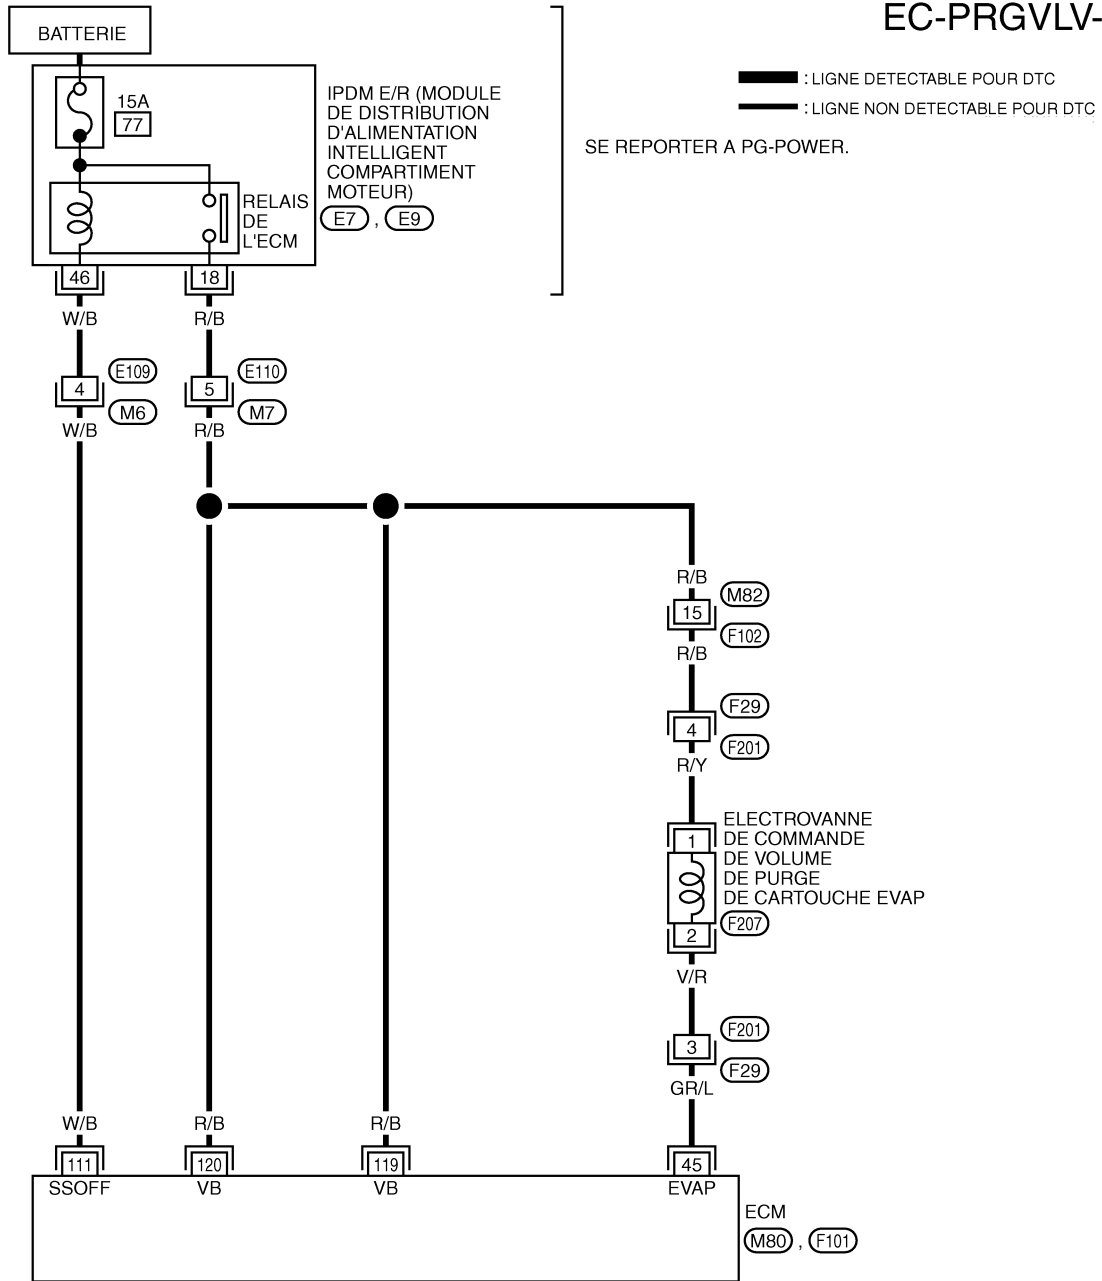 EC-PRGVLV-
BATTERIE
: LIGNE DETECTABLE POUR DTC
: LIGNE NON DETECTABLE POUR DTC
SE REPORTER A PG-POWER.
15A
77
IPDM E/R (MODULE
DE DISTRIBUTION
D'ALIMENTATION
INTELLIGENT
COMPARTIMENT
MOTEUR)
E7 , E9
RELAIS
DE
L'ECM
46 18
W/B R/B
4 E109 5 E110
M6 M7
W/B R/B
R/B
M82
15
F102
R/B
F29
4
F201
R/Y
ELECTROVANNE
DE COMMANDE
DE VOLUME
DE PURGE
DE CARTOUCHE EVAP
1
F207
2
V/R
F201
3
F29
GR/L
W/B R/B R/B
111 120 119 45
SSOFF VB VB EVAP
ECM
M80 , F101